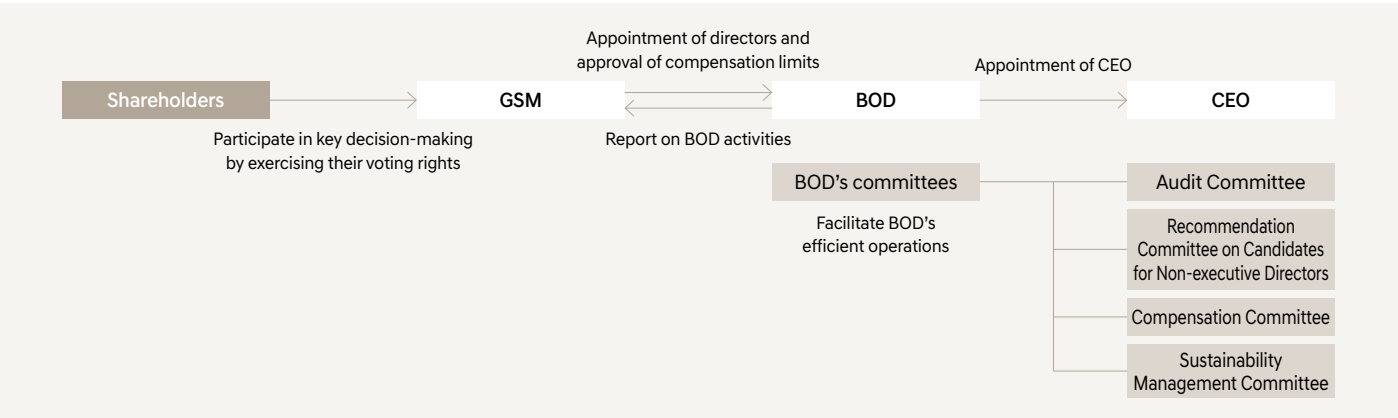 Appointment of directors and
approval of compensation limits
Appointment of CEO
Shareholders
GSM
BOD
CEO
Participate in key decision-making
by exercising their voting rights
Report on BOD activities
BOD's committees
Facilitate BOD's
efficient operations
Audit Committee
Recommendation
Committee on Candidates
for Non-executive Directors
Compensation Committee
Sustainability
Management Committee